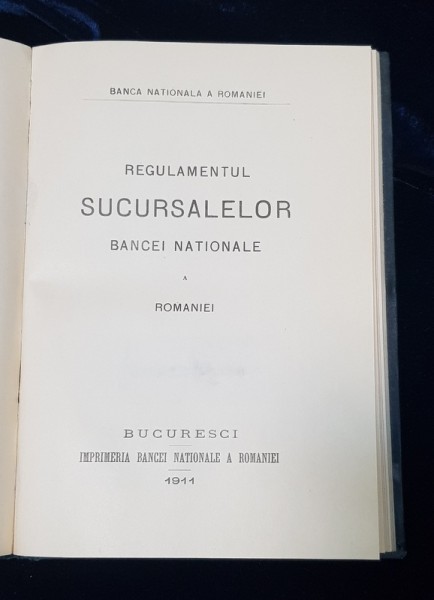 BANCA NATIONALA A ROMANIEI
REGULAMENTUL
SUCURSALELOR
BANCEI NATIONALE
A
ROMANIEI
BUCURESCI
IMPRIMERIA BANCEI NATIONALE A ROMANIEI
1911